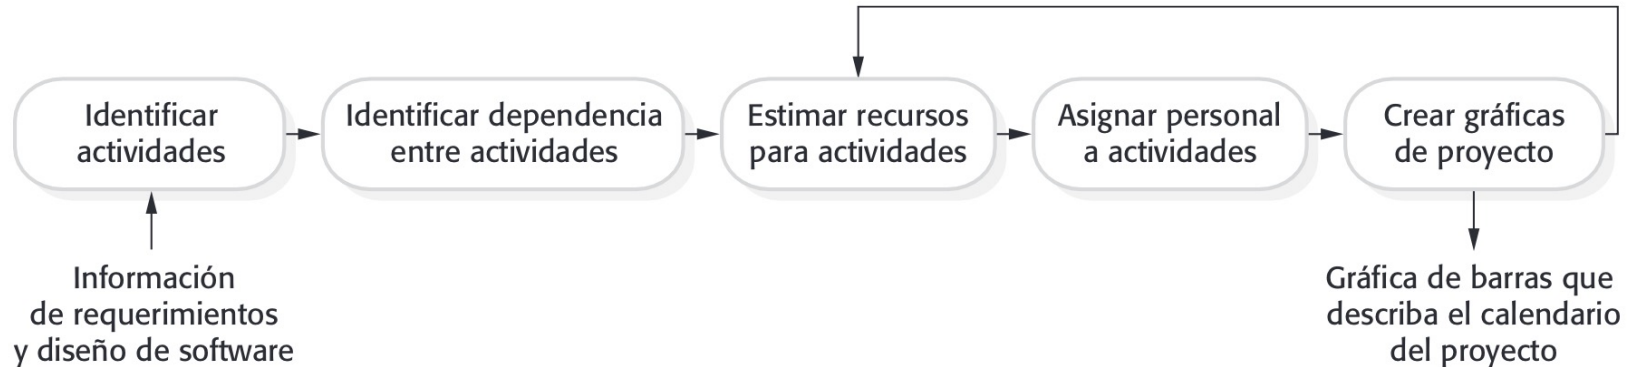 Identificar
actividades
Identificar dependencia
entre actividades
Estimar recursos
para actividades
Asignar personal
a actividades
Crear gráficas
de proyecto
Información
de requerimientos
y diseño de software
Gráfica de barras que
describa el calendario
del proyecto